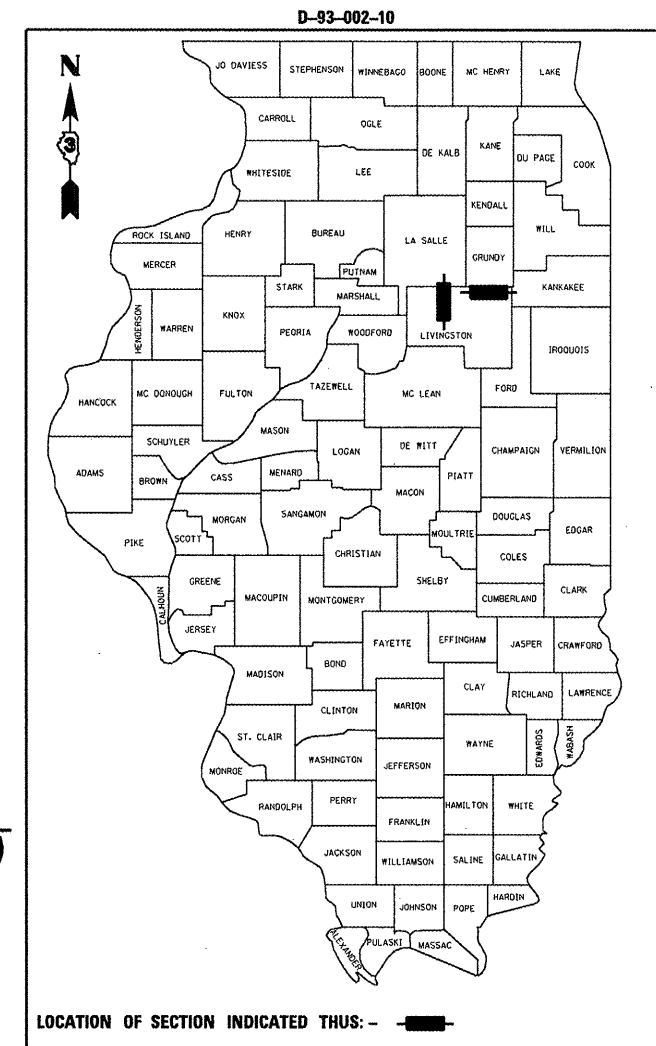 D-93-002-10
JO DAVIESS STEPHENSON WINNEBAGO BOONE MC HENRY LAKE
N
CARROLL OGLE
3
DE KALB KANE DU PAGE COOK
WHITESIDE LEE
KENDALL
ROCK ISLAND HENRY BUREAU LA SALLE WILL
MERCER PUTNAM GRUNDY
STARK MARSHALL KANKAKEE
HENDERSON WARREN KNOX PEORIA WOODFORD LIVINGSTON IROQUOIS
HANCOCK MC DONOUGH FULTON TAZEWELL MC LEAN FORD
SCHUYLER MASON
ADAMS BROWN CASS MENARD LOGAN DE WITT PIATT CHAMPAIGN VERMILION
MACON
PIKE SCOTT MORGAN SANGAMON MOULTRIE DOUGLAS EDGAR
CHRISTIAN COLES
CALHOUN GREENE MACOUPIN MONTGOMERY SHELBY CUMBERLAND CLARK
JERSEY
FAYETTE EFFINGHAM JASPER CRAWFORD
MADISON BOND
CLAY RICHLAND LAWRENCE
CLINTON MARION
ST. CLAIR WAYNE EDWARDS WABASH
MONROE WASHINGTON JEFFERSON
RANDOLPH PERRY HAMILTON WHITE
FRANKLIN
JACKSON WILLIAMSON SALINE GALLATIN
UNION JOHNSON POPE HARDIN
ALEXANDER PULASKI MASSAC
LOCATION OF SECTION INDICATED THUS: -